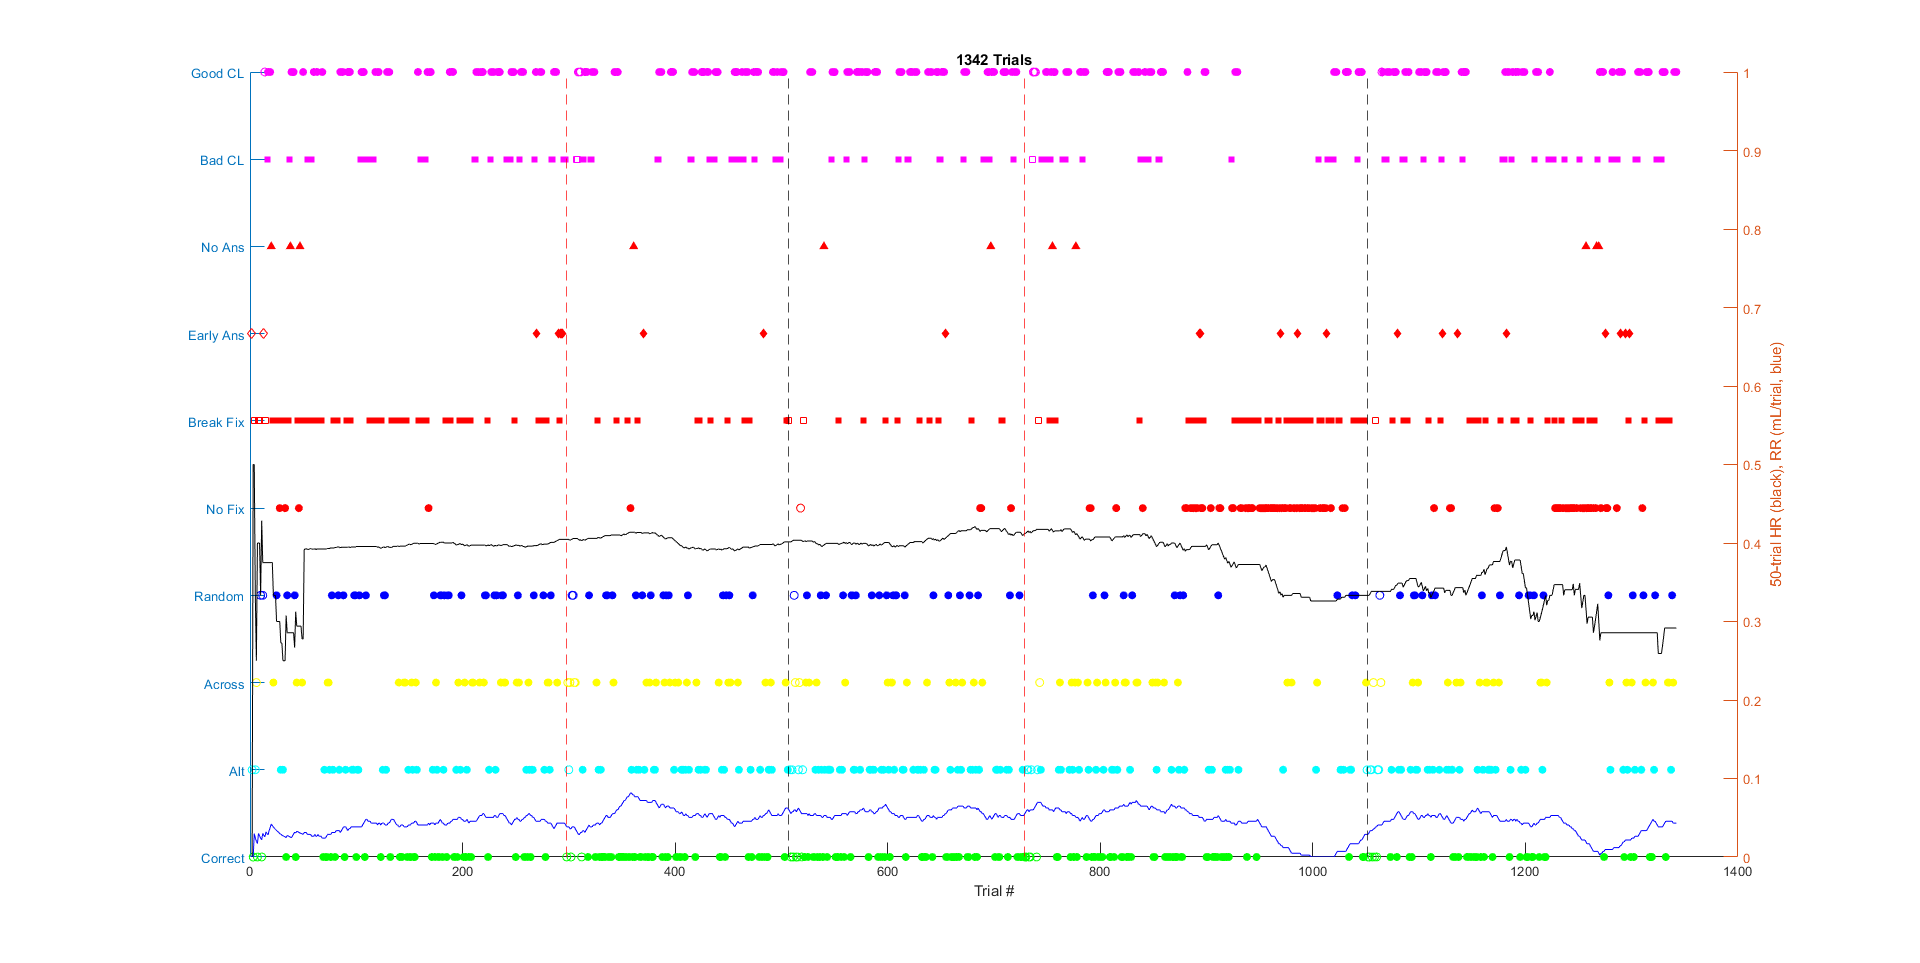 1342 Trials
Good CL
Bad CL
No Ans
Early Ans
Break Fix
No Fix
Random
Across
Alt
Correct
1
0.9
0.8
0.7
0.6
0.5
0.4
0.3
0.2
0.1
0
50-trial HR (black), RR (mL/trial, blue)
0 200 400 600 800 1000 1200 1400
Trial #